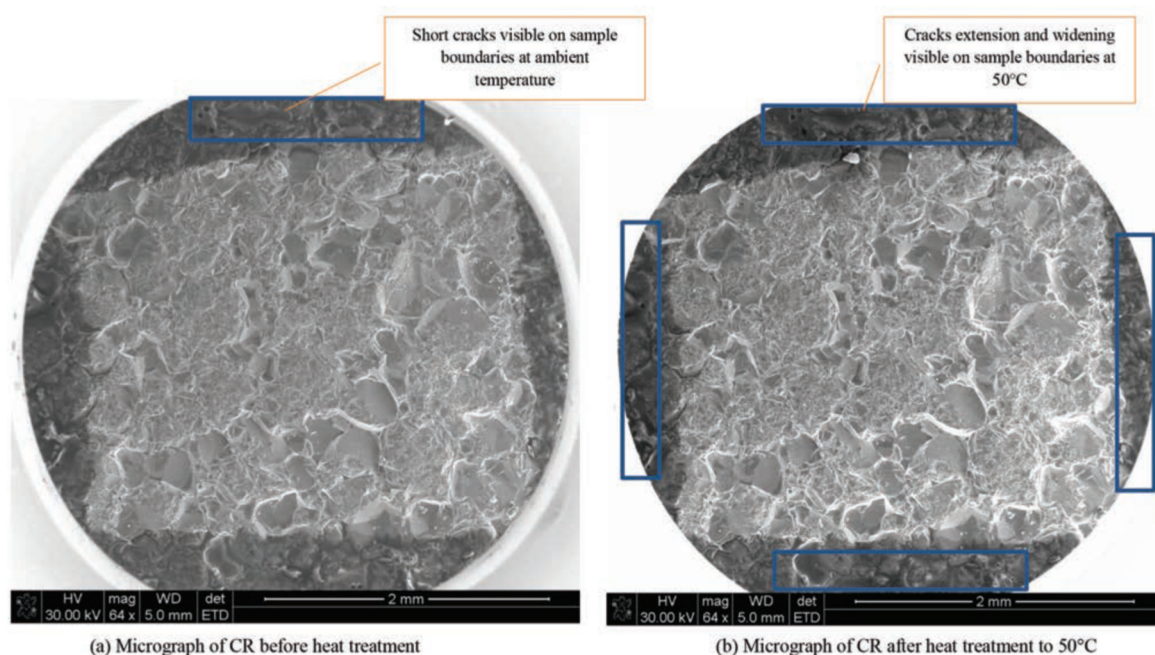 Short cracks visible on sample
boundaries at ambient
temperature
Cracks extension and widening
visible on sample boundaries at
50°C
HV mag WD det
30.00 kV 64 x 5.0 mm ETD
2 mm
HV mag WD det
30.00 kV 64 x 5.0 mm ETD
2 mm
(a) Micrograph of CR before heat treatment
(b) Micrograph of CR after heat treatment to 50°C